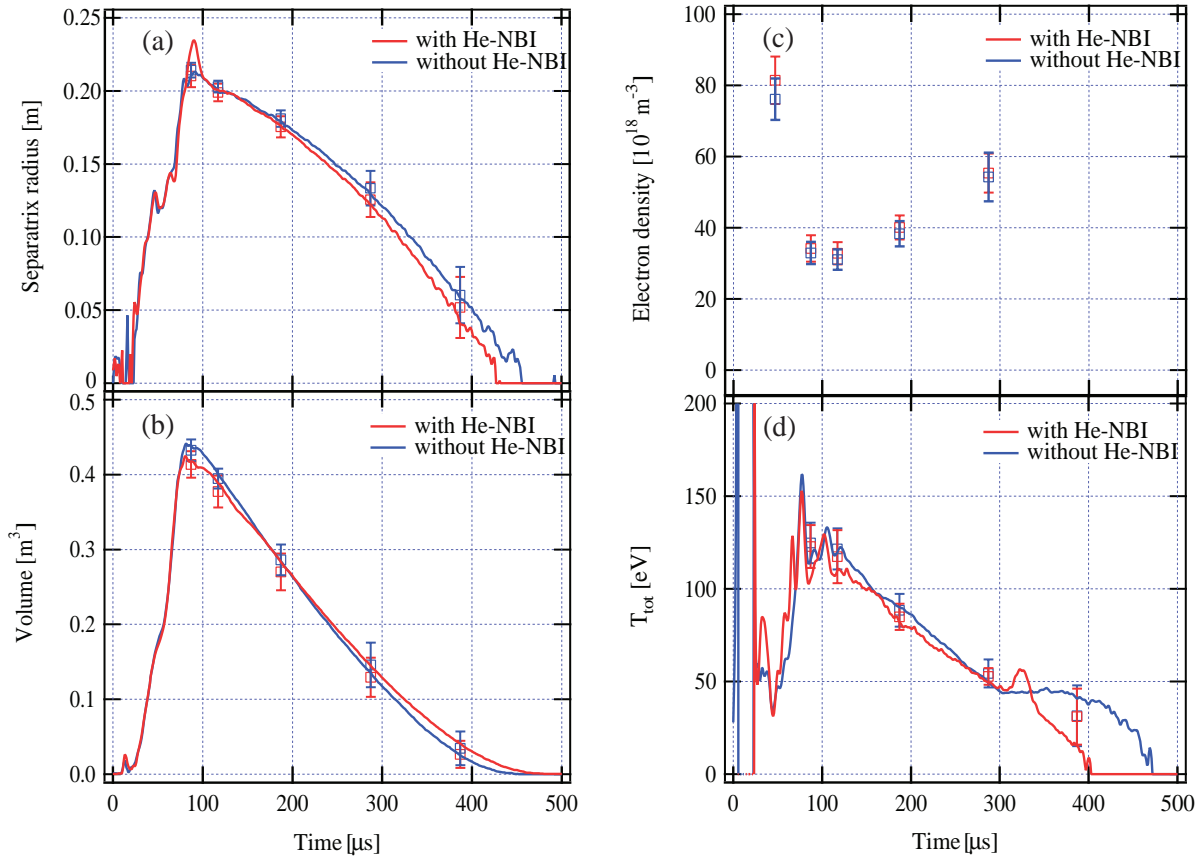 0.25
0.20
0.15
0.10
0.05
0
Separatrix radius [m]
(a)
with He-NBI
without He-NBI
0.5
0.4
0.3
0.2
0.1
0.0
Volume [m³]
(b)
with He-NBI
without He-NBI
0
100
200
300
400
500
Time [µs]
100
80
60
40
20
0
Electron density [10¹⁸ m⁻³]
(c)
with He-NBI
without He-NBI
200
150
100
50
0
T_tot [eV]
(d)
with He-NBI
without He-NBI
0
100
200
300
400
500
Time [µs]